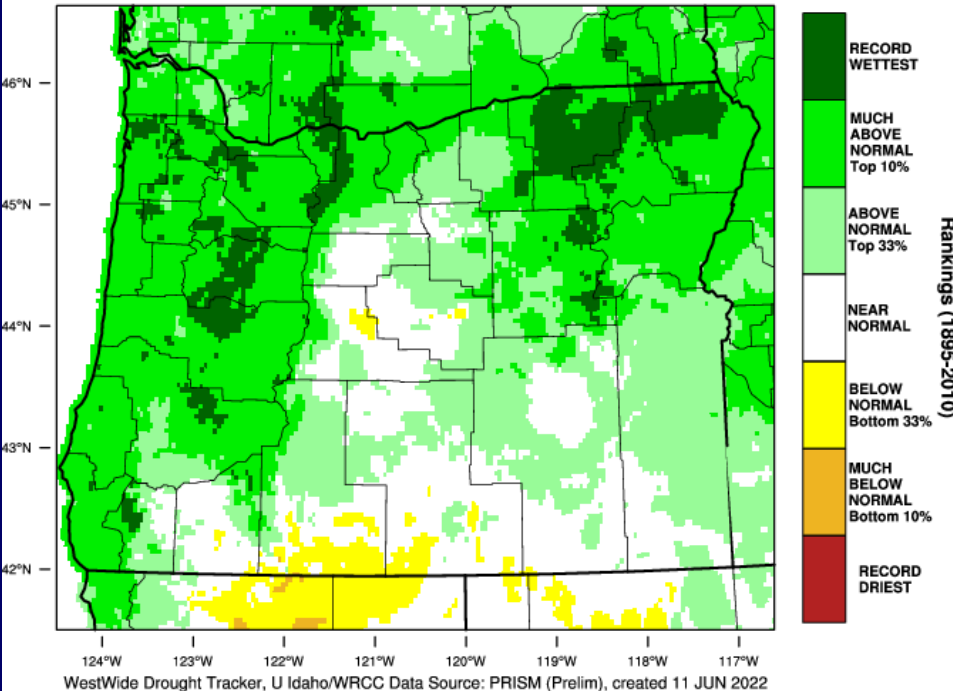 46°N
45°N
44°N
43°N
42°N
124°W 123°W 122°W 121°W 120°W 119°W 118°W 117°W
WestWide Drought Tracker, U Idaho/WRCC Data Source: PRISM (Prelim), created 11 JUN 2022
RECORD
WETTEST
MUCH
ABOVE
NORMAL
Top 10%
ABOVE
NORMAL
Top 33%
NEAR
NORMAL
BELOW
NORMAL
Bottom 33%
MUCH
BELOW
NORMAL
Bottom 10%
RECORD
DRIEST
Rankings (1895-2010)